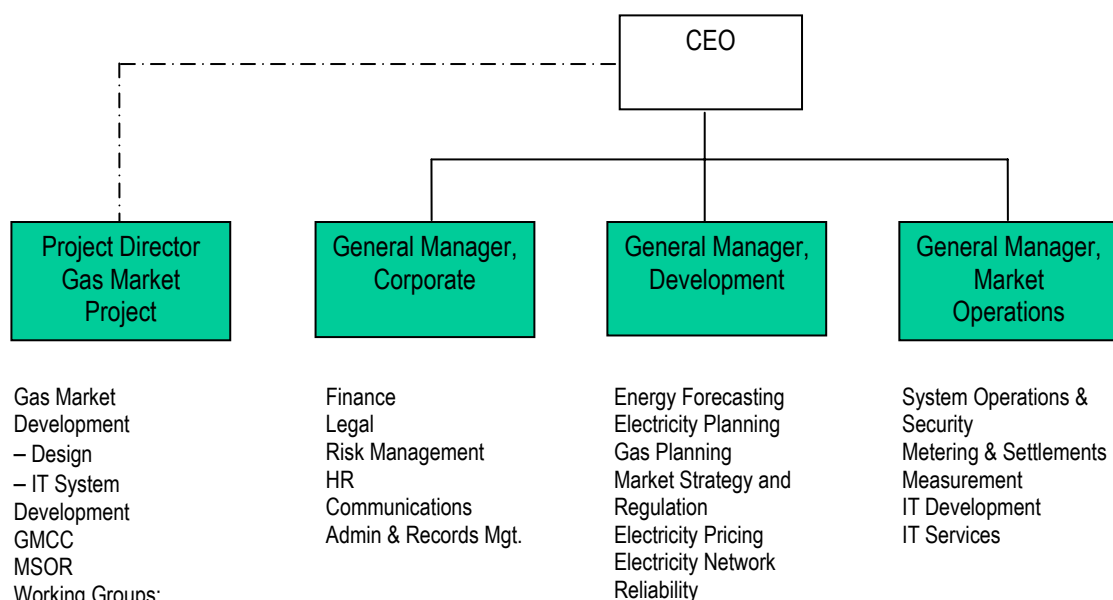 CEO
Project Director
Gas Market
Project
General Manager,
Corporate
General Manager,
Development
General Manager,
Market
Operations
Gas Market
Development
– Design
– IT System
Development
GMCC
MSOR
Working Groups:
Finance
Legal
Risk Management
HR
Communications
Admin & Records Mgt.
Energy Forecasting
Electricity Planning
Gas Planning
Market Strategy and
Regulation
Electricity Pricing
Electricity Network
Reliability
System Operations &
Security
Metering & Settlements
Measurement
IT Development
IT Services